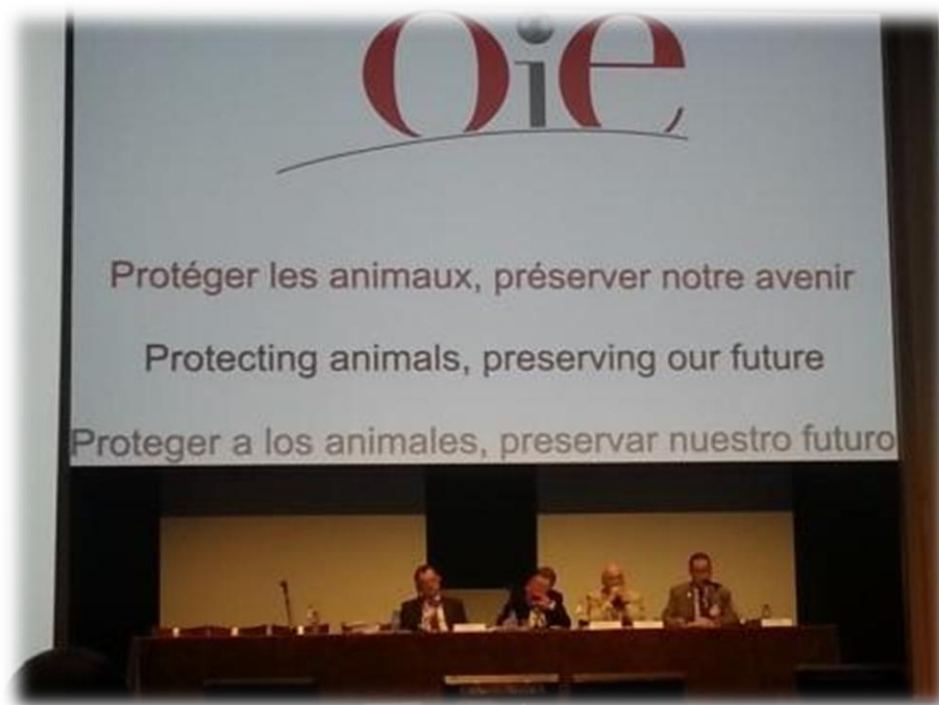 Oie
Protéger les animaux, préserver notre avenir
Protecting animals, preserving our future
Proteger a los animales, preservar nuestro futuro